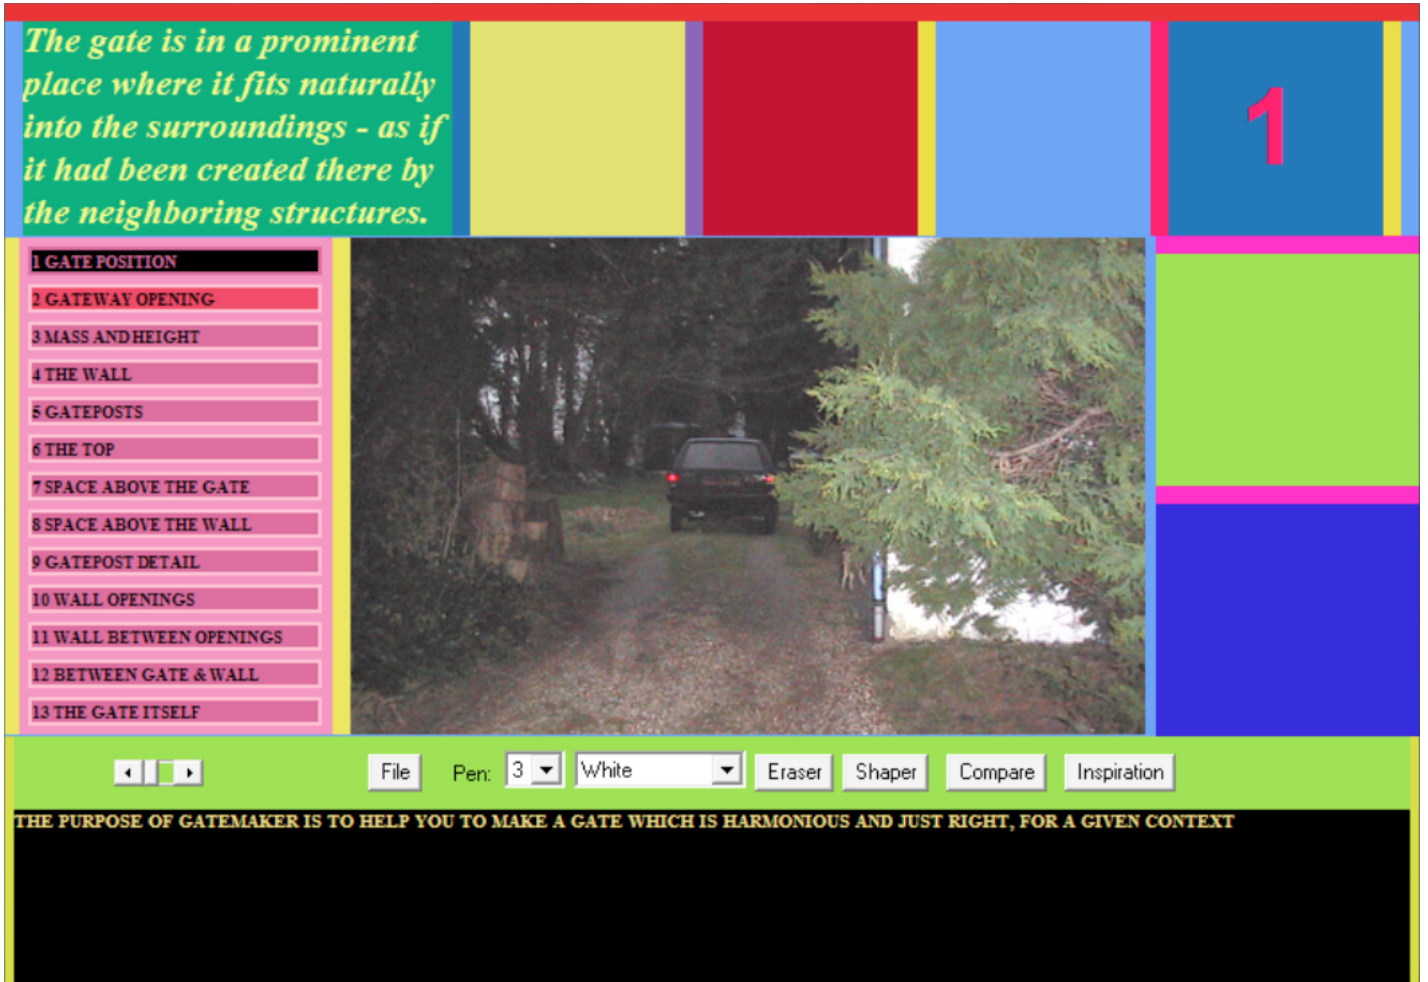 The gate is in a prominent
place where it fits naturally
into the surroundings - as if
it had been created there by
the neighboring structures.
1
1 GATE POSITION
2 GATEWAY OPENING
3 MASS AND HEIGHT
4 THE WALL
5 GATEPOSTS
6 THE TOP
7 SPACE ABOVE THE GATE
8 SPACE ABOVE THE WALL
9 GATEPOST DETAIL
10 WALL OPENINGS
11 WALL BETWEEN OPENINGS
12 BETWEEN GATE & WALL
13 THE GATE ITSELF
File Pen: 3 White Eraser Shaper Compare Inspiration
THE PURPOSE OF GATEMAKER IS TO HELP YOU TO MAKE A GATE WHICH IS HARMONIOUS AND JUST RIGHT, FOR A GIVEN CONTEXT